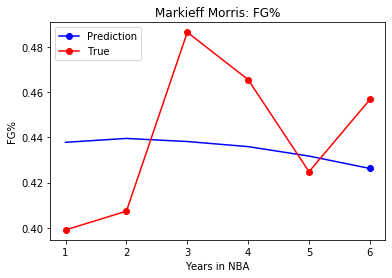 Markieff Morris: FG%
Prediction
True
FG%
0.48
0.46
0.44
0.42
0.40
1 2 3 4 5 6
Years in NBA